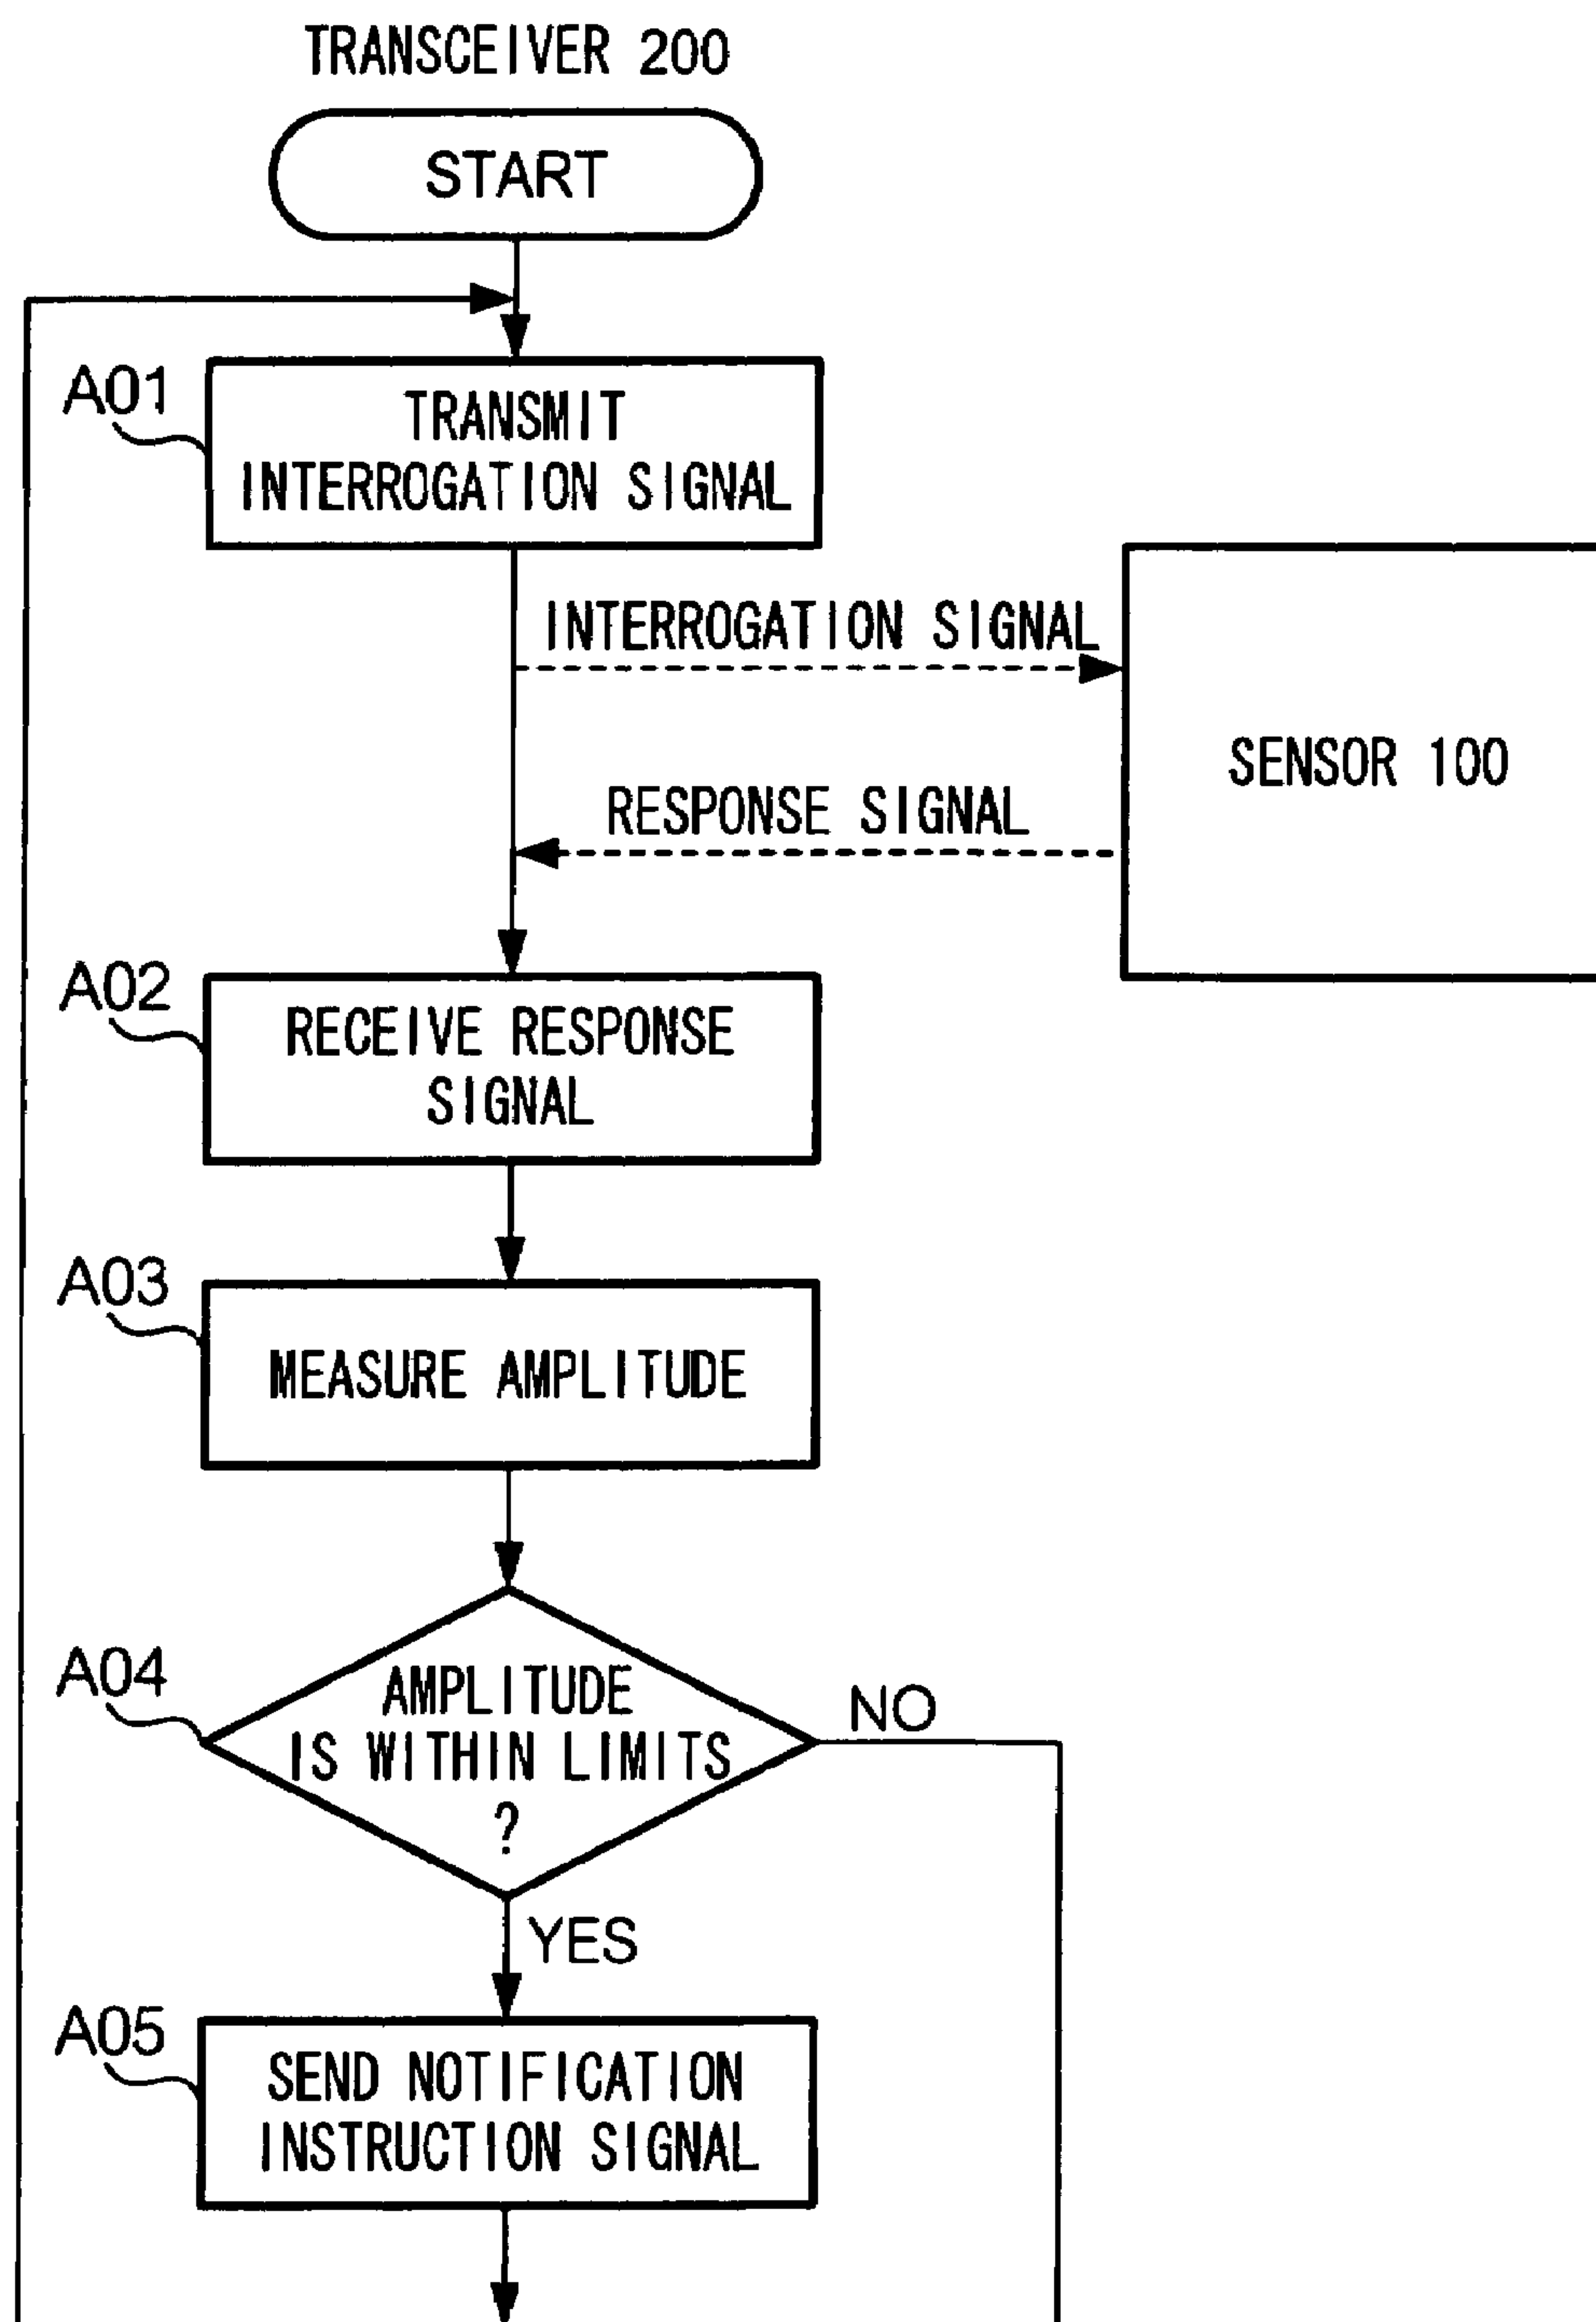 TRANSCEIVER 200
START
A01
TRANSMIT
INTERROGATION SIGNAL
INTERROGATION SIGNAL
SENSOR 100
RESPONSE SIGNAL
A02
RECEIVE RESPONSE
SIGNAL
A03
MEASURE AMPLITUDE
A04
AMPLITUDE
IS WITHIN LIMITS
?
NO
YES
A05
SEND NOTIFICATION
INSTRUCTION SIGNAL